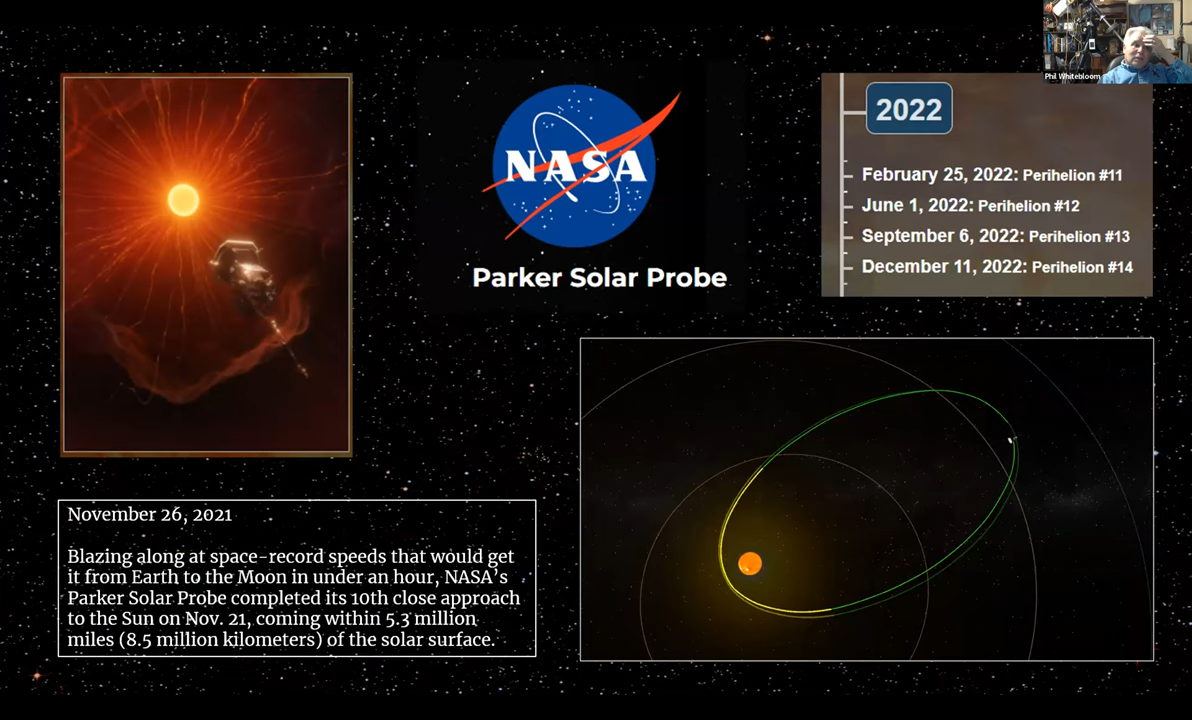 Phil Whitebloom
NASA
Parker Solar Probe
2022
February 25, 2022: Perihelion #11
June 1, 2022: Perihelion #12
September 6, 2022: Perihelion #13
December 11, 2022: Perihelion #14
November 26, 2021
Blazing along at space-record speeds that would get
it from Earth to the Moon in under an hour, NASA's
Parker Solar Probe completed its 10th close approach
to the Sun on Nov. 21, coming within 5.3 million
miles (8.5 million kilometers) of the solar surface.